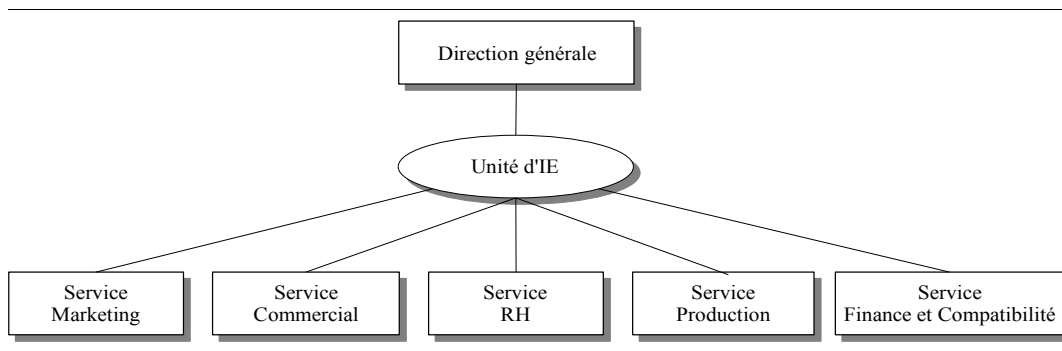 Direction générale
Unité d'IE
Service
Marketing
Service
Commercial
Service
RH
Service
Production
Service
Finance et Compatibilité